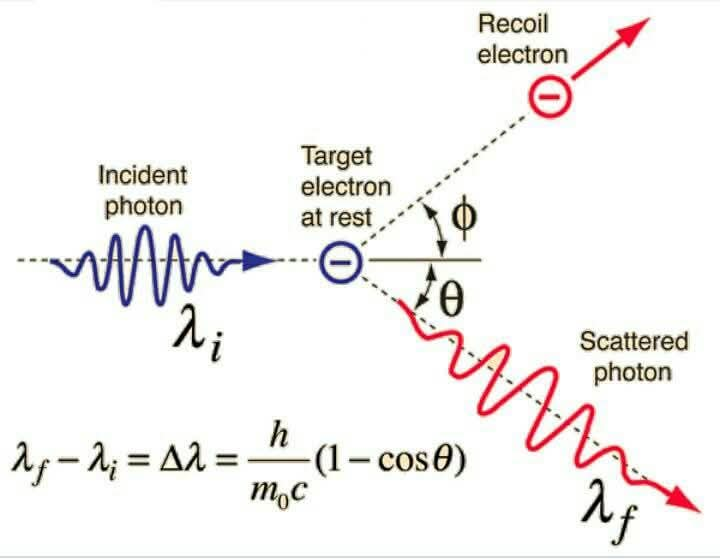 Recoil
electron
Target
electron
at rest
Incident
photon
ϕ
θ
λi
Scattered
photon
λf − λi = Δλ = h/m0c (1 − cosθ)
λf